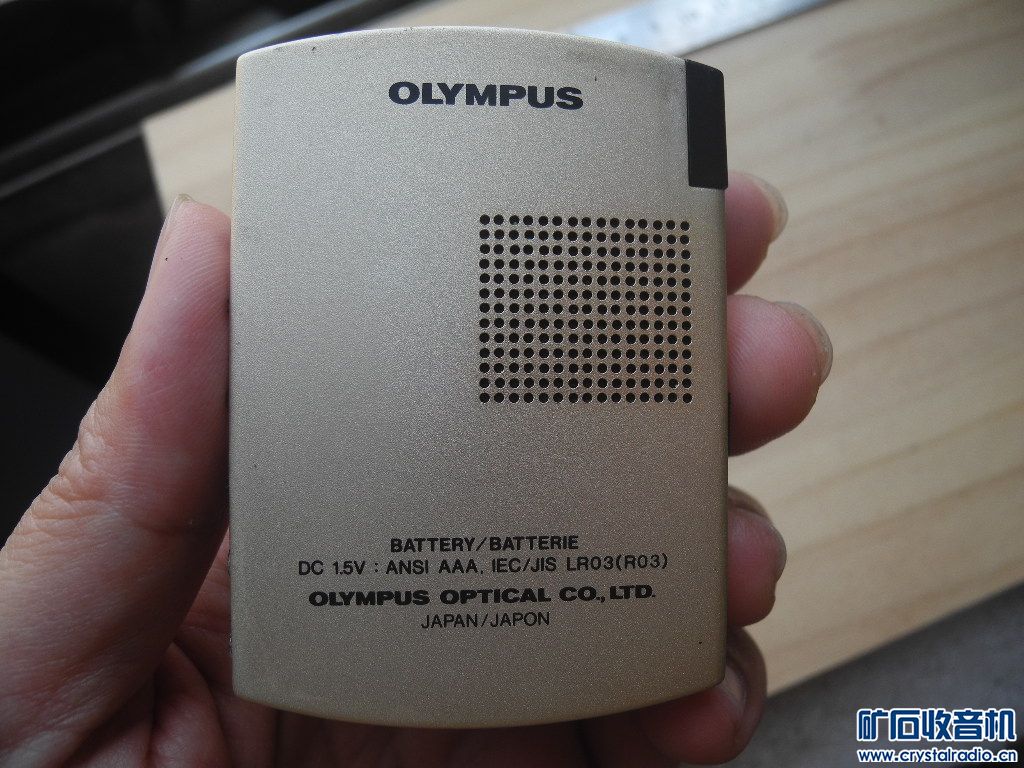 OLYMPUS
BATTERY/BATTERIE
DC 1.5V : ANSI AAA, IEC/JIS LR03(R03)
OLYMPUS OPTICAL CO., LTD.
JAPAN/JAPON
矿石收音机
www.crystalradio.cn